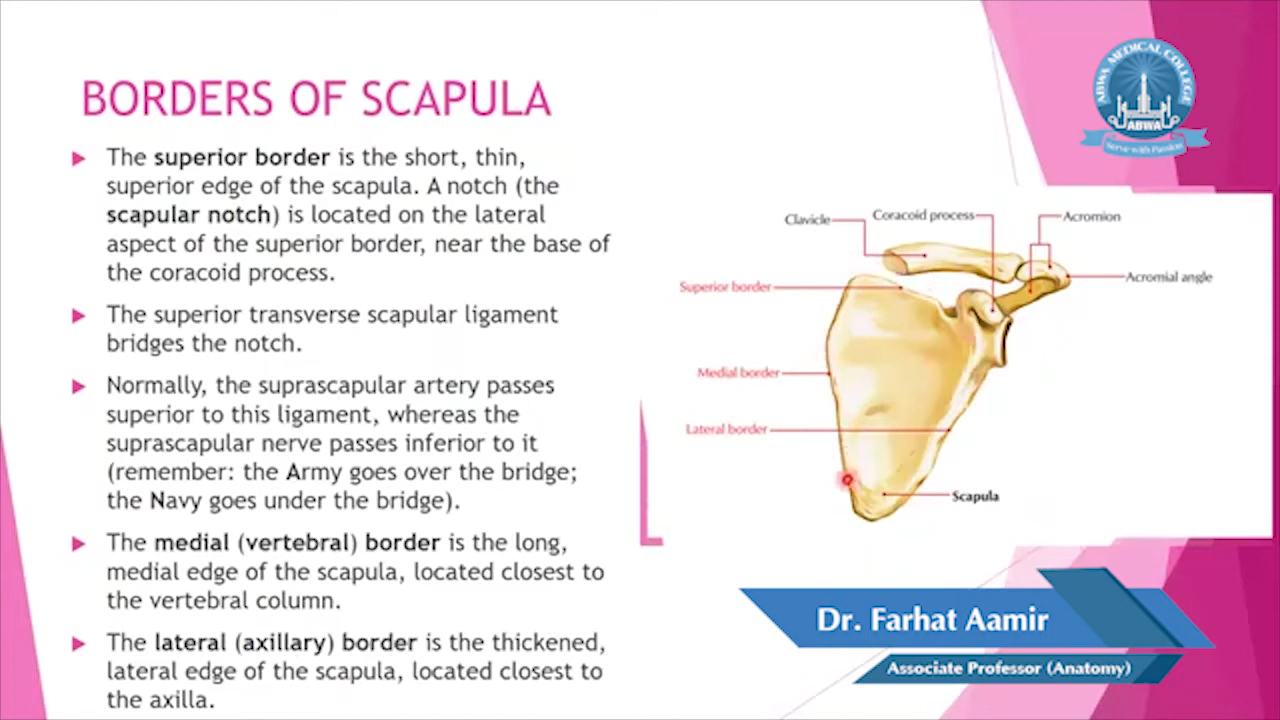 BORDERS OF SCAPULA
The superior border is the short, thin,
superior edge of the scapula. A notch (the
scapular notch) is located on the lateral
aspect of the superior border, near the base of
the coracoid process.
The superior transverse scapular ligament
bridges the notch.
Normally, the suprascapular artery passes
superior to this ligament, whereas the
suprascapular nerve passes inferior to it
(remember: the Army goes over the bridge;
the Navy goes under the bridge).
The medial (vertebral) border is the long,
medial edge of the scapula, located closest to
the vertebral column.
The lateral (axillary) border is the thickened,
lateral edge of the scapula, located closest to
the axilla.
ABWA MEDICAL COLLEGE
ABWA
Serve with Passion
Clavicle
Coracoid process
Acromion
Acromial angle
Superior border
Medial border
Lateral border
Scapula
Dr. Farhat Aamir
Associate Professor (Anatomy)